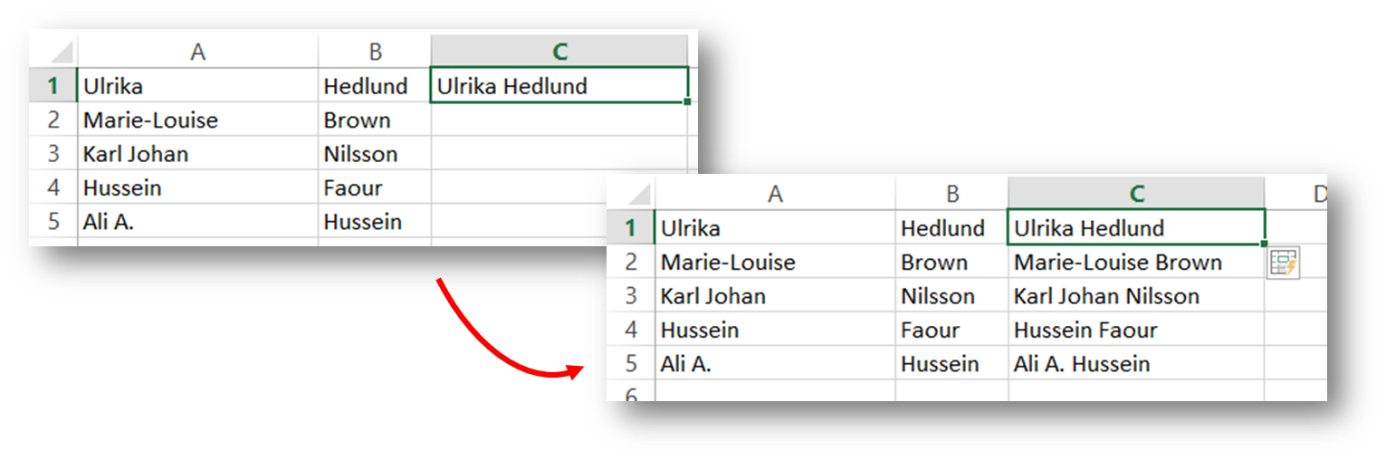 A B C
1 Ulrika Hedlund Ulrika Hedlund
2 Marie-Louise Brown
3 Karl Johan Nilsson
4 Hussein Faour
5 Ali A. Hussein
A B C D
1 Ulrika Hedlund Ulrika Hedlund
2 Marie-Louise Brown Marie-Louise Brown
3 Karl Johan Nilsson Karl Johan Nilsson
4 Hussein Faour Hussein Faour
5 Ali A. Hussein Ali A. Hussein
6